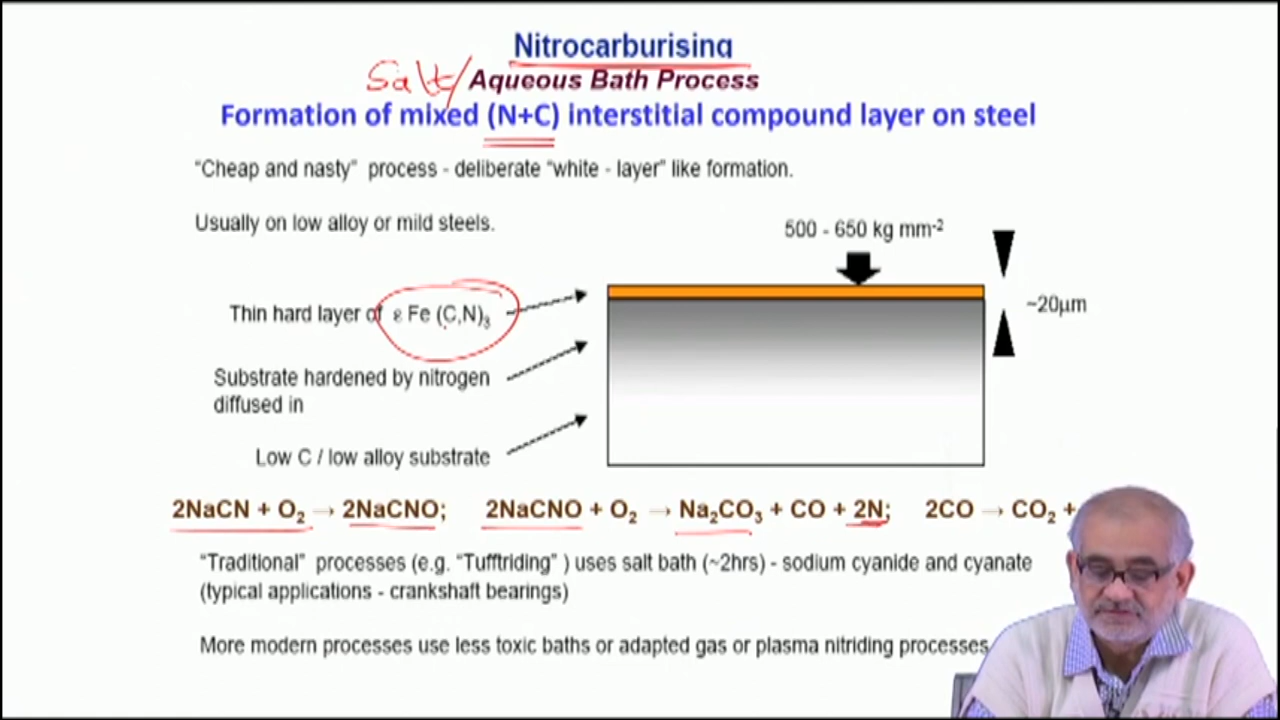 Nitrocarburising
Salt/Aqueous Bath Process
Formation of mixed (N+C) interstitial compound layer on steel
"Cheap and nasty" process - deliberate "white - layer" like formation.
Usually on low alloy or mild steels.
500 - 650 kg mm⁻²
Thin hard layer of ε Fe (C,N)₃
~20μm
Substrate hardened by nitrogen
diffused in
Low C / low alloy substrate
2NaCN + O₂ → 2NaCNO; 2NaCNO + O₂ → Na₂CO₃ + CO + 2N; 2CO → CO₂ +
"Traditional" processes (e.g. "Tufftriding" ) uses salt bath (~2hrs) - sodium cyanide and cyanate
(typical applications - crankshaft bearings)
More modern processes use less toxic baths or adapted gas or plasma nitriding processes